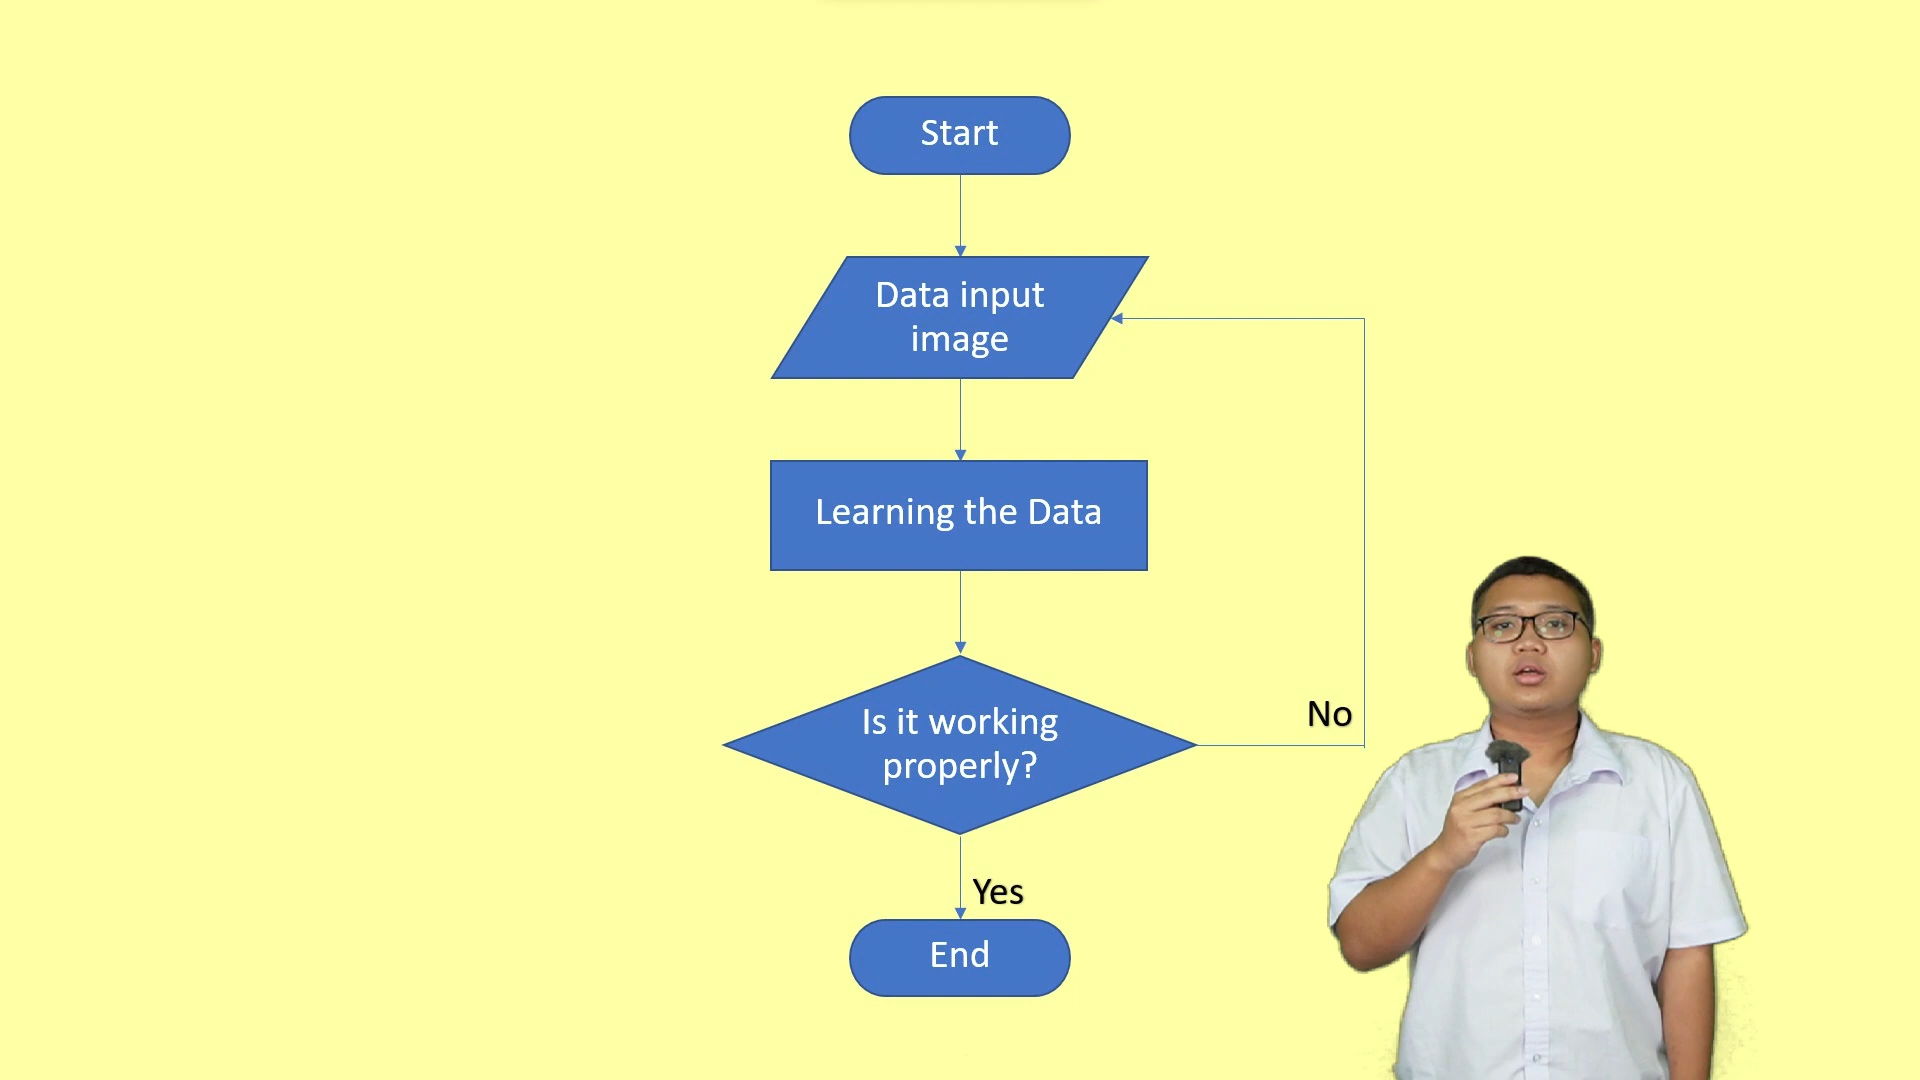 Start
Data input
image
Learning the Data
Is it working
properly?
No
Yes
End